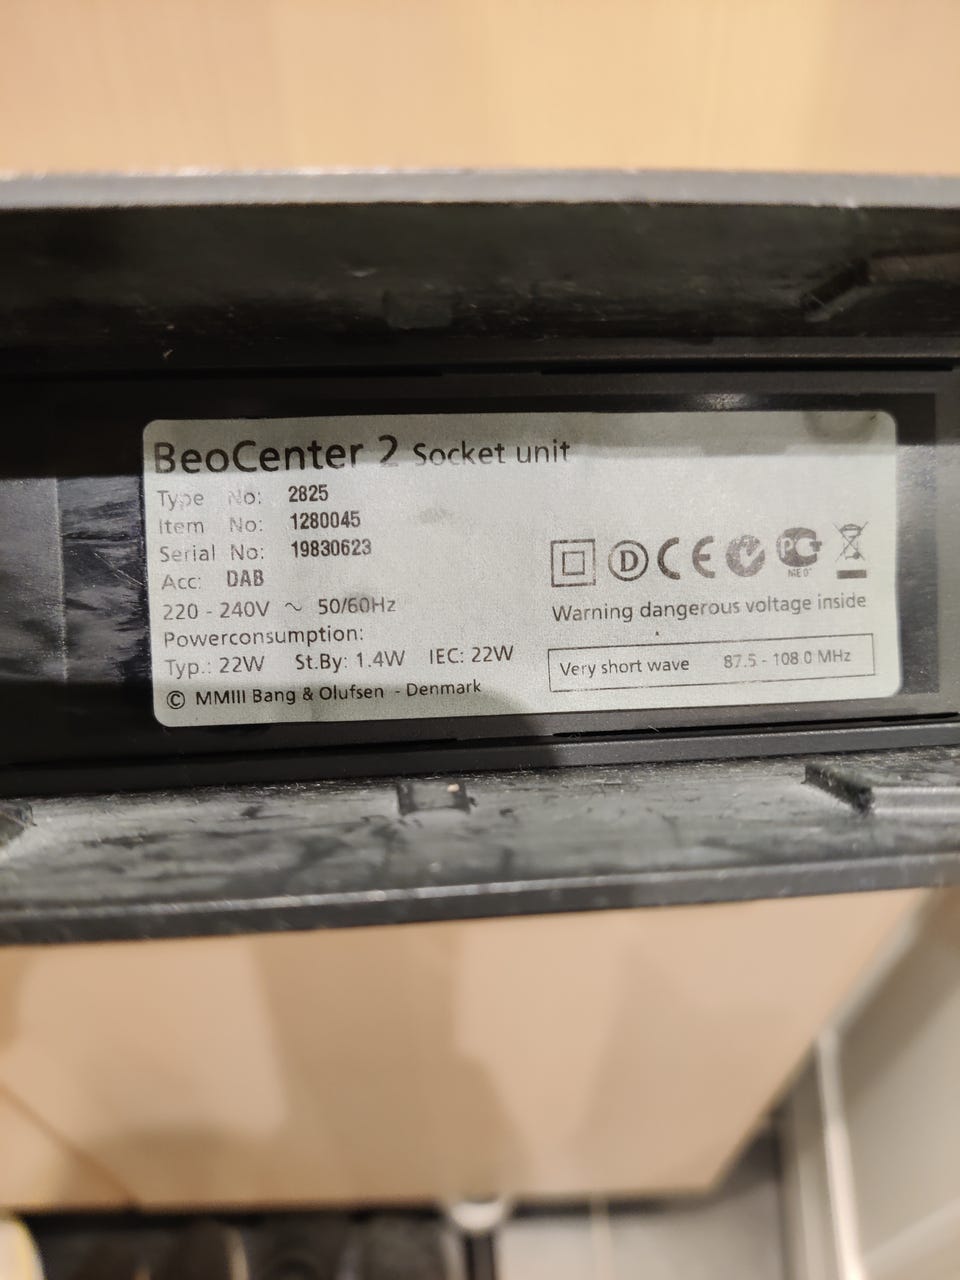 BeoCenter 2 Socket unit
Type No: 2825
Item No: 1280045
Serial No: 19830623
Acc: DAB
220 - 240V ~ 50/60Hz
Powerconsumption:
Typ.: 22W St.By: 1.4W IEC: 22W
© MMIII Bang & Olufsen - Denmark
D CE
Warning dangerous voltage inside
Very short wave 87.5 - 108.0 MHz